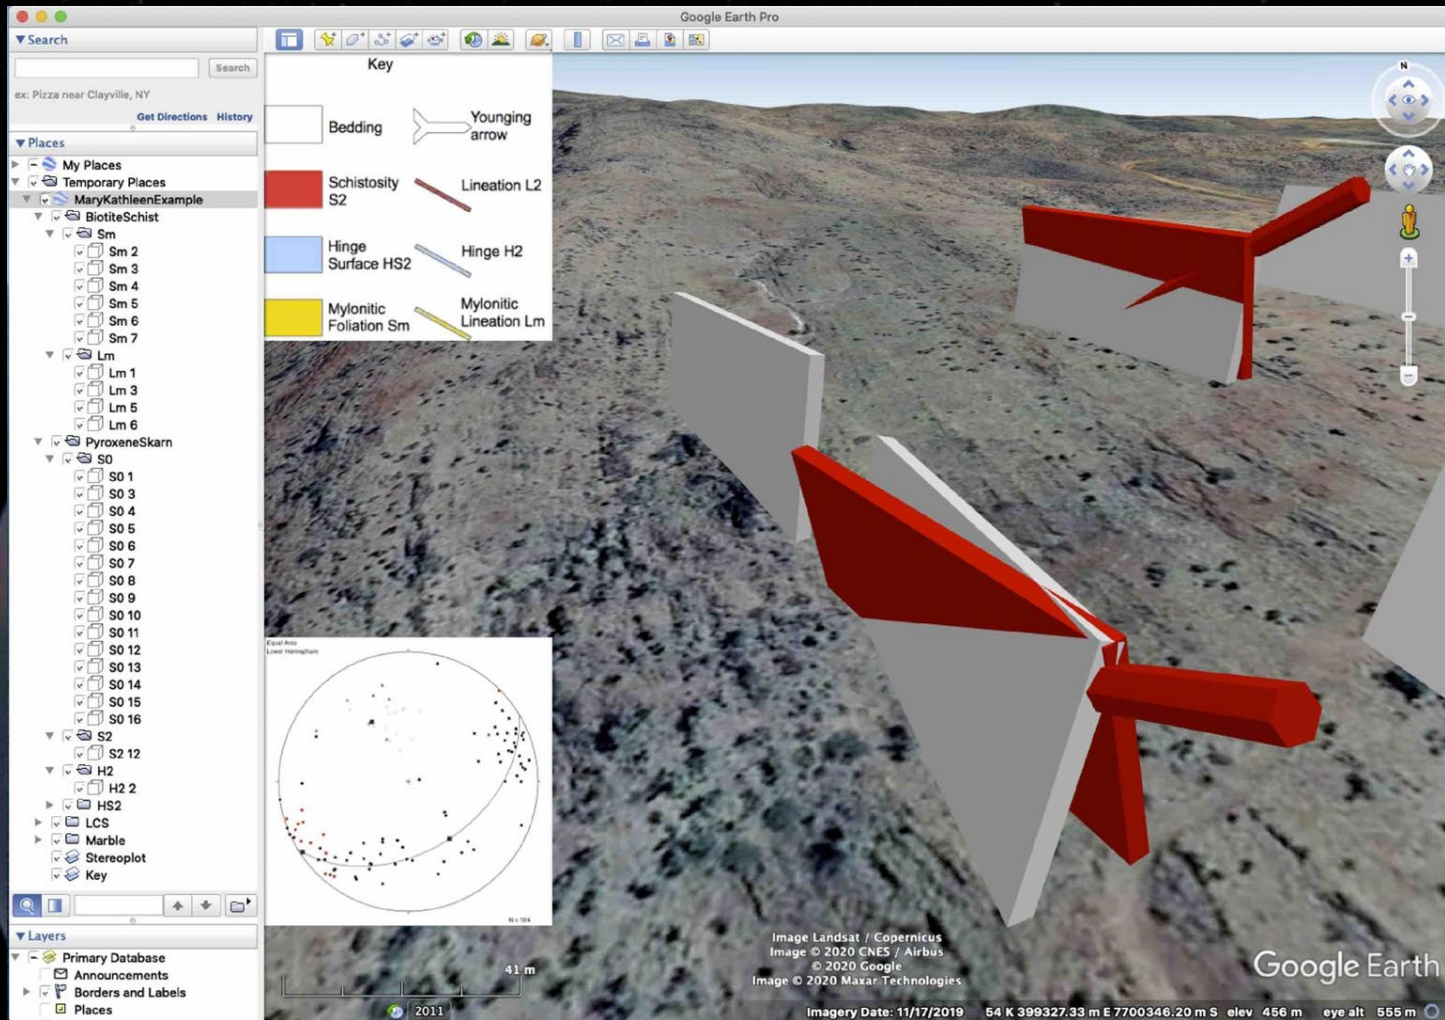 Google Earth Pro
Search
Search
ex: Pizza near Clayville, NY
Get Directions History
Places
My Places
Temporary Places
MaryKathleenExample
BiotiteSchist
Sm
Sm 2
Sm 3
Sm 4
Sm 5
Sm 6
Sm 7
Lm
Lm 1
Lm 3
Lm 5
Lm 6
PyroxeneSkarn
S0
S0 1
S0 3
S0 4
S0 5
S0 6
S0 7
S0 8
S0 9
S0 10
S0 11
S0 12
S0 13
S0 14
S0 15
S0 16
S2
S2 12
H2
H2 2
HS2
LCS
Marble
Stereoplot
Key
Layers
Primary Database
Announcements
Borders and Labels
Places
Key
Bedding
Younging
arrow
Schistosity
S2
Lineation L2
Hinge
Surface HS2
Hinge H2
Mylonitic
Foliation Sm
Mylonitic
Lineation Lm
N
Equal Area
Lower Hemisphere
N = 184
41 m
2011
Image Landsat / Copernicus
Image © 2020 CNES / Airbus
© 2020 Google
Image © 2020 Maxar Technologies
Google Earth
Imagery Date: 11/17/2019 54 K 399327.33 m E 7700346.20 m S elev 456 m eye alt 555 m